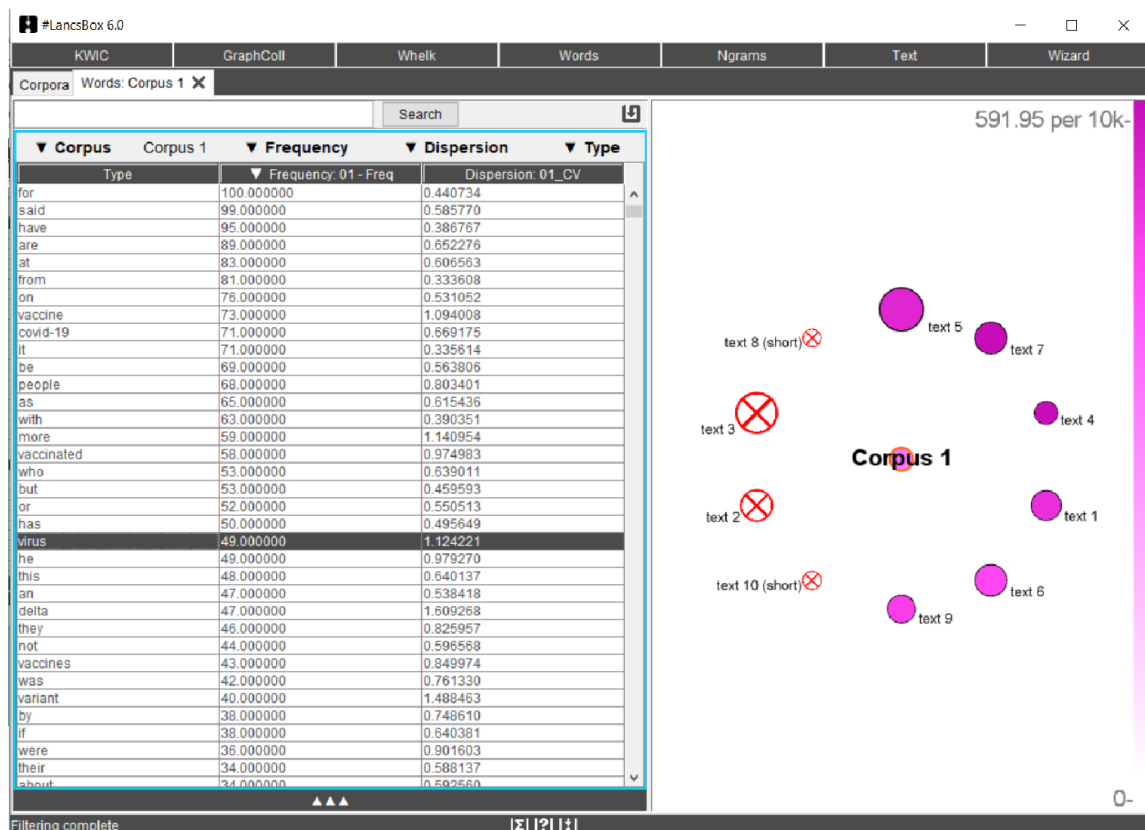 #LancsBox 6.0
KWIC GraphColl Whelk Words Ngrams Text Wizard
Corpora Words: Corpus 1
Search
▼ Corpus Corpus 1 ▼ Frequency ▼ Dispersion ▼ Type
Type ▼ Frequency: 01 - Freq Dispersion: 01_CV
for 100.000000 0.440734
said 99.000000 0.585770
have 95.000000 0.386767
are 89.000000 0.652276
at 83.000000 0.606563
from 81.000000 0.333608
on 76.000000 0.531052
vaccine 73.000000 1.094008
covid-19 71.000000 0.669175
it 71.000000 0.335614
be 69.000000 0.563806
people 68.000000 0.803401
as 65.000000 0.615436
with 63.000000 0.390351
more 59.000000 1.140954
vaccinated 58.000000 0.974983
who 53.000000 0.639011
but 53.000000 0.459593
or 52.000000 0.550513
has 50.000000 0.495649
virus 49.000000 1.124221
he 49.000000 0.979270
this 48.000000 0.640137
an 47.000000 0.538418
delta 47.000000 1.609268
they 46.000000 0.825957
not 44.000000 0.596568
vaccines 43.000000 0.849974
was 42.000000 0.761330
variant 40.000000 1.488463
by 38.000000 0.748610
if 38.000000 0.640381
were 36.000000 0.901603
their 34.000000 0.588137
about 34.000000 0.592560
▲▲▲
591.95 per 10k-
text 5
text 8 (short)
text 7
text 3
text 4
Corpus 1
text 2
text 1
text 10 (short)
text 6
text 9
0-
Filtering complete
|Σ| |?| |‡|